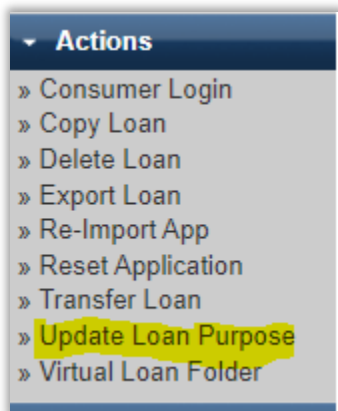 Actions
» Consumer Login
» Copy Loan
» Delete Loan
» Export Loan
» Re-Import App
» Reset Application
» Transfer Loan
» Update Loan Purpose
» Virtual Loan Folder